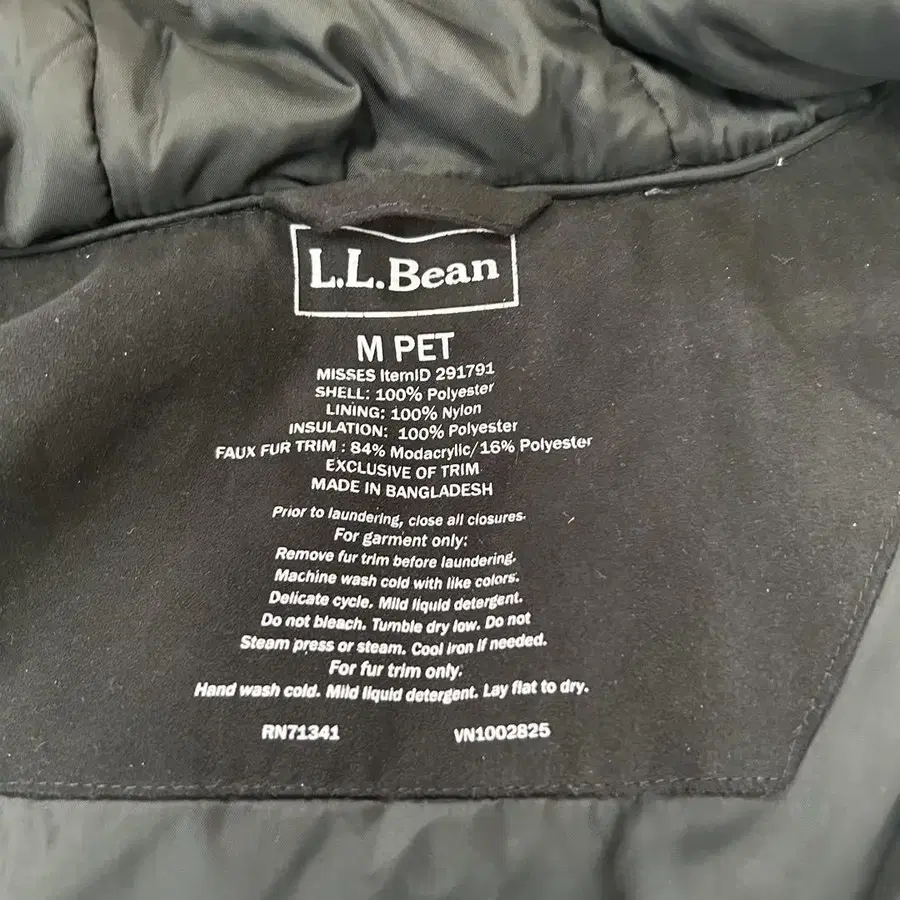 L.L.Bean
M PET
MISSES ItemID 291791
SHELL: 100% Polyester
LINING: 100% Nylon
INSULATION: 100% Polyester
FAUX FUR TRIM : 84% Modacrylic/16% Polyester
EXCLUSIVE OF TRIM
MADE IN BANGLADESH
Prior to laundering, close all closures.
For garment only:
Remove fur trim before laundering.
Machine wash cold with like colors.
Delicate cycle. Mild liquid detergent.
Do not bleach. Tumble dry low. Do not
Steam press or steam. Cool iron if needed.
For fur trim only.
Hand wash cold. Mild liquid detergent. Lay flat to dry.
RN71341 VN1002825